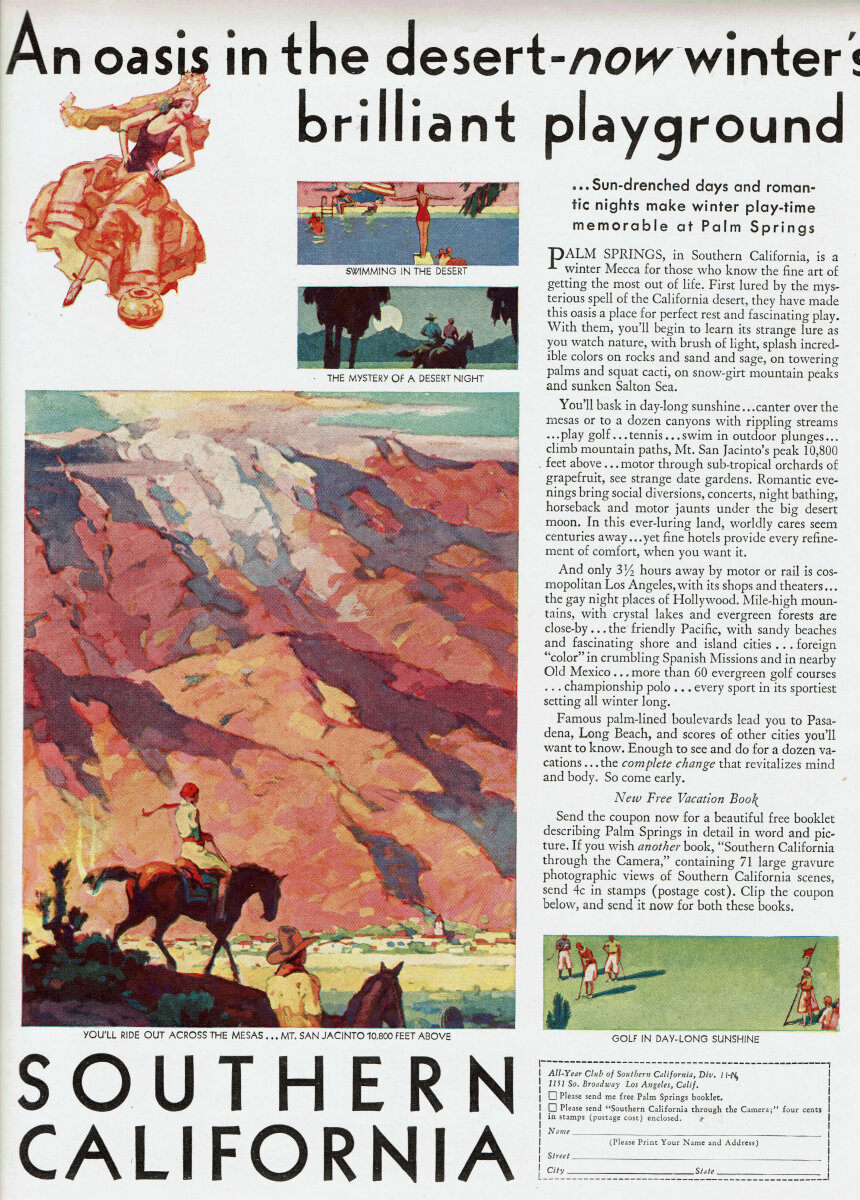 An oasis in the desert-now winter's
brilliant playground
...Sun-drenched days and roman-
tic nights make winter play-time
memorable at Palm Springs
SWIMMING IN THE DESERT
THE MYSTERY OF A DESERT NIGHT
PALM SPRINGS, in Southern California, is a
winter Mecca for those who know the fine art of
getting the most out of life. First lured by the mys-
terious spell of the California desert, they have made
this oasis a place for perfect rest and fascinating play.
With them, you'll begin to learn its strange lure as
you watch nature, with brush of light, splash incred-
ible colors on rocks and sand and sage, on towering
palms and squat cacti, on snow-girt mountain peaks
and sunken Salton Sea.
You'll bask in day-long sunshine...canter over the
mesas or to a dozen canyons with rippling streams
...play golf...tennis...swim in outdoor plunges...
climb mountain paths, Mt. San Jacinto's peak 10,800
feet above...motor through sub-tropical orchards of
grapefruit, see strange date gardens. Romantic eve-
nings bring social diversions, concerts, night bathing,
horseback and motor jaunts under the big desert
moon. In this ever-luring land, worldly cares seem
centuries away...yet fine hotels provide every refine-
ment of comfort, when you want it.
And only 3½ hours away by motor or rail is cos-
mopolitan Los Angeles, with its shops and theaters...
the gay night places of Hollywood. Mile-high moun-
tains, with crystal lakes and evergreen forests are
close-by...the friendly Pacific, with sandy beaches
and fascinating shore and island cities...foreign
"color" in crumbling Spanish Missions and in nearby
Old Mexico...more than 60 evergreen golf courses
...championship polo...every sport in its sportiest
setting all winter long.
Famous palm-lined boulevards lead you to Pasa-
dena, Long Beach, and scores of other cities you'll
want to know. Enough to see and do for a dozen va-
cations...the complete change that revitalizes mind
and body. So come early.
New Free Vacation Book
Send the coupon now for a beautiful free booklet
describing Palm Springs in detail in word and pic-
ture. If you wish another book, "Southern California
through the Camera," containing 71 large gravure
photographic views of Southern California scenes,
send 4c in stamps (postage cost). Clip the coupon
below, and send it now for both these books.
YOU'LL RIDE OUT ACROSS THE MESAS...MT. SAN JACINTO 10,800 FEET ABOVE
GOLF IN DAY-LONG SUNSHINE
SOUTHERN
CALIFORNIA
All-Year Club of Southern California, Div. 11-N,
1151 So. Broadway Los Angeles, Calif.
Please send me free Palm Springs booklet.
Please send "Southern California through the Camera;" four cents
in stamps (postage cost) enclosed.
Name
(Please Print Your Name and Address)
Street
City State